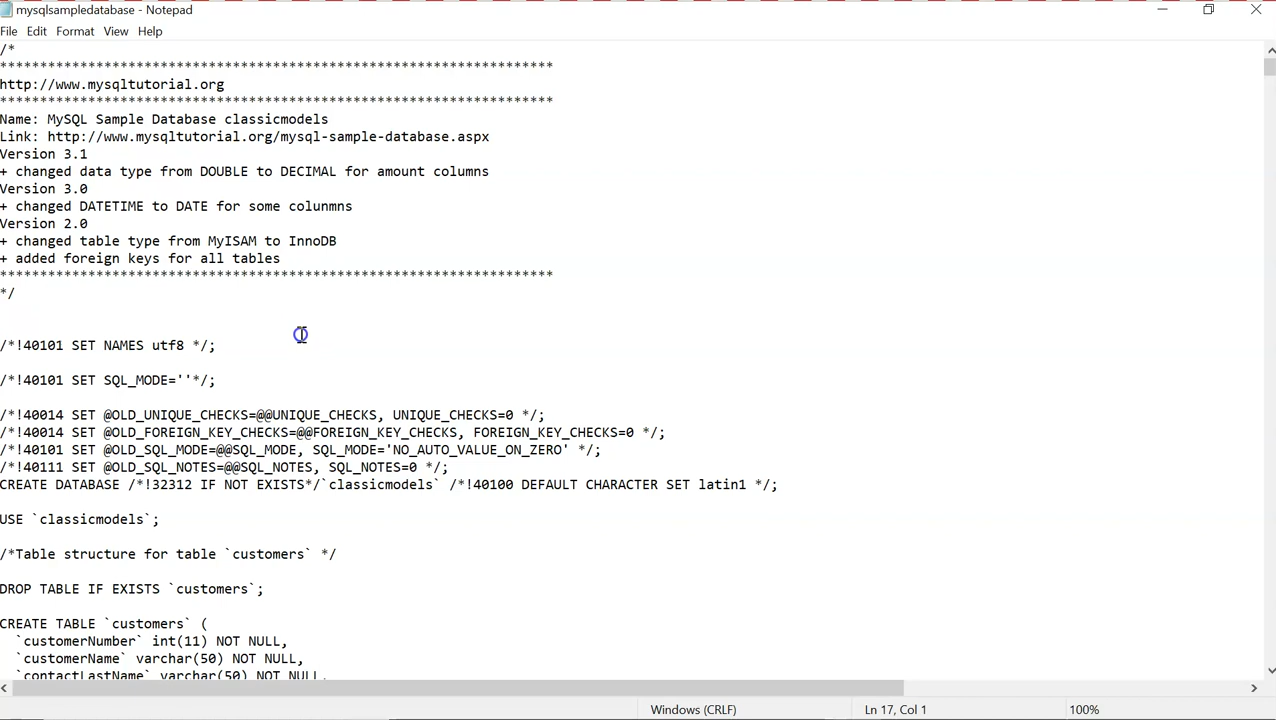 mysqlsampledatabase - Notepad
File Edit Format View Help
/*
*********************************************************************
http://www.mysqltutorial.org
*********************************************************************
Name: MySQL Sample Database classicmodels
Link: http://www.mysqltutorial.org/mysql-sample-database.aspx
Version 3.1
+ changed data type from DOUBLE to DECIMAL for amount columns
Version 3.0
+ changed DATETIME to DATE for some colunmns
Version 2.0
+ changed table type from MyISAM to InnoDB
+ added foreign keys for all tables
*********************************************************************
*/
/*!40101 SET NAMES utf8 */;
/*!40101 SET SQL_MODE=''*/;
/*!40014 SET @OLD_UNIQUE_CHECKS=@@UNIQUE_CHECKS, UNIQUE_CHECKS=0 */;
/*!40014 SET @OLD_FOREIGN_KEY_CHECKS=@@FOREIGN_KEY_CHECKS, FOREIGN_KEY_CHECKS=0 */;
/*!40101 SET @OLD_SQL_MODE=@@SQL_MODE, SQL_MODE='NO_AUTO_VALUE_ON_ZERO' */;
/*!40111 SET @OLD_SQL_NOTES=@@SQL_NOTES, SQL_NOTES=0 */;
CREATE DATABASE /*!32312 IF NOT EXISTS*/`classicmodels` /*!40100 DEFAULT CHARACTER SET latin1 */;
USE `classicmodels`;
/*Table structure for table `customers` */
DROP TABLE IF EXISTS `customers`;
CREATE TABLE `customers` (
`customerNumber` int(11) NOT NULL,
`customerName` varchar(50) NOT NULL,
`contactLastName` varchar(50) NOT NULL,
Windows (CRLF) Ln 17, Col 1 100%